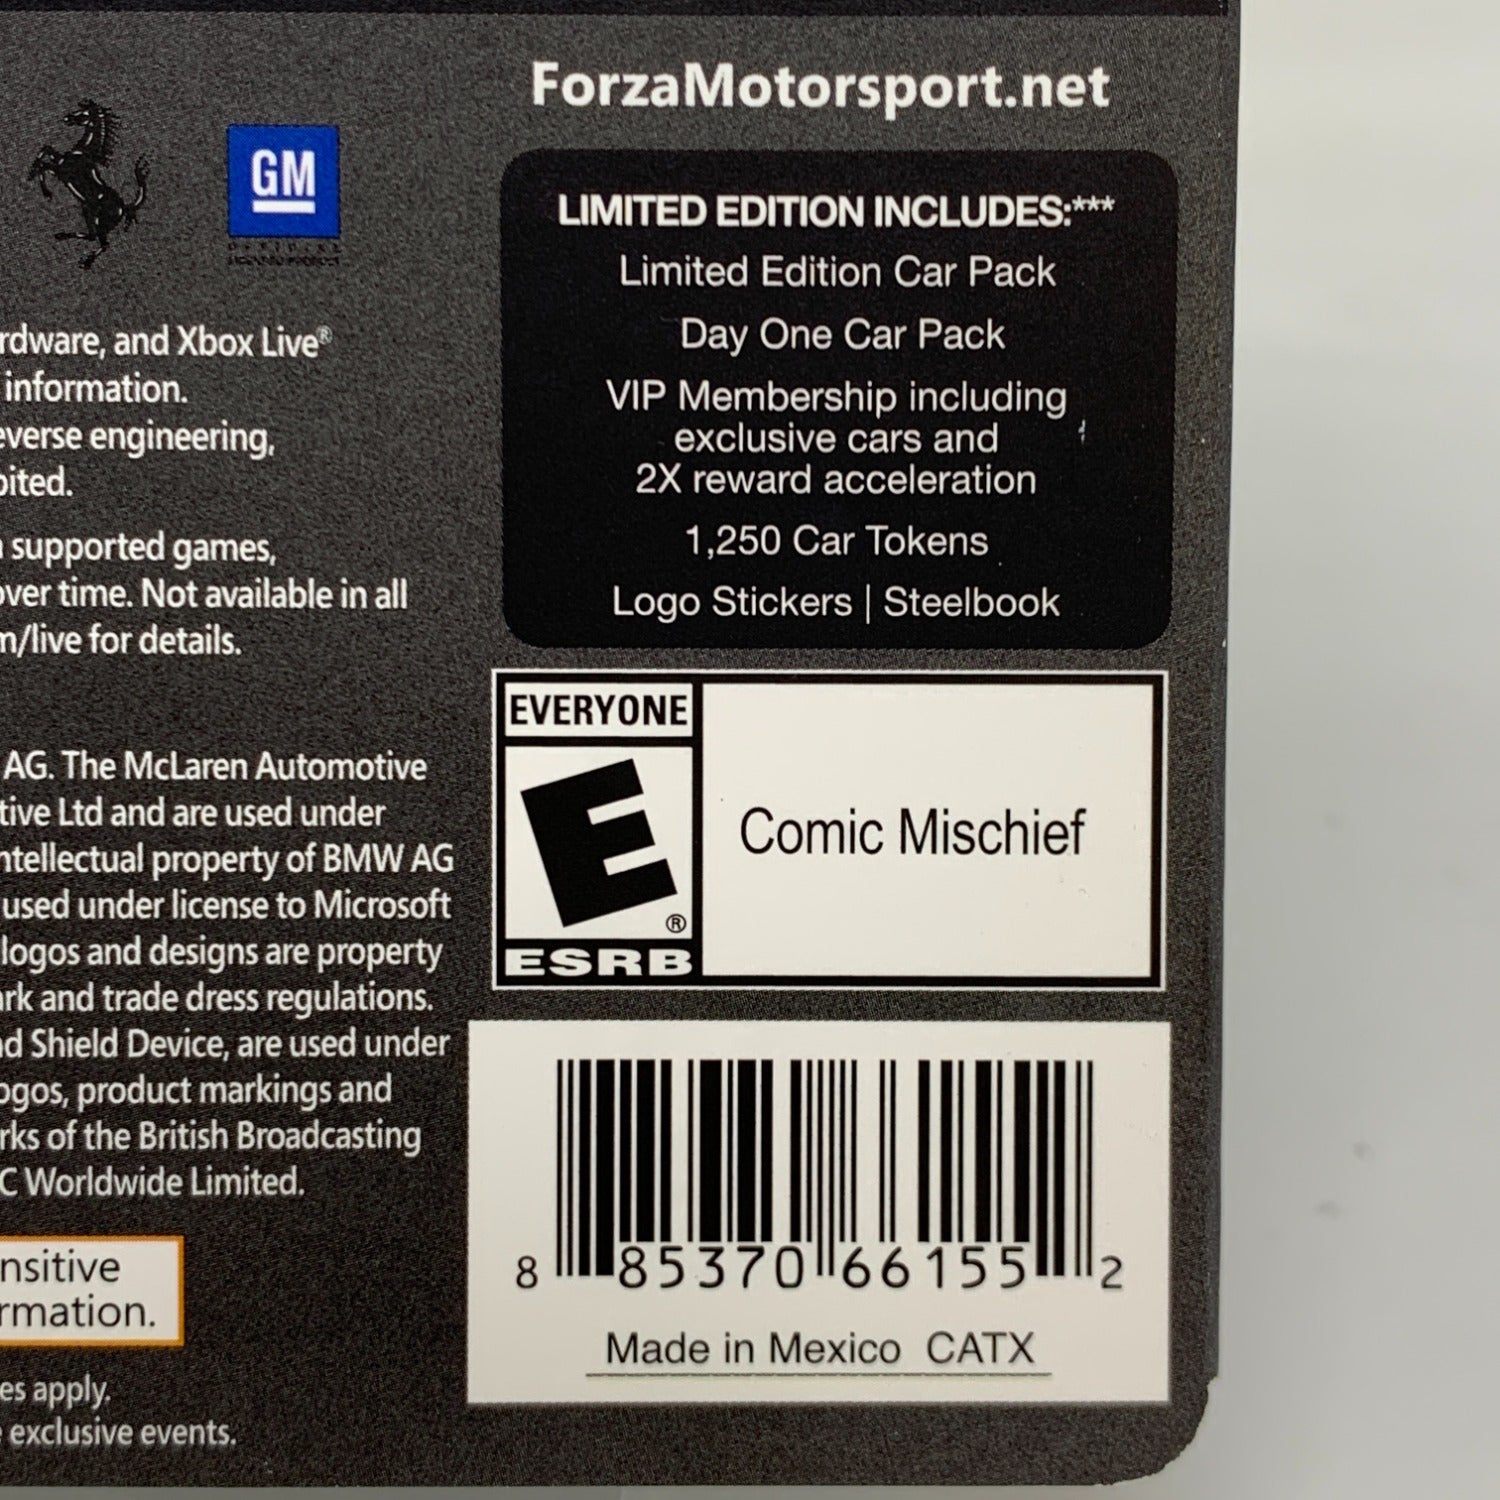 ForzaMotorsport.net
GM
LIMITED EDITION INCLUDES:***
Limited Edition Car Pack
Day One Car Pack
VIP Membership including
exclusive cars and
2X reward acceleration
1,250 Car Tokens
Logo Stickers | Steelbook
rdware, and Xbox Live®
information.
everse engineering,
bited.
supported games,
over time. Not available in all
m/live for details.
AG. The McLaren Automotive
tive Ltd and are used under
ntellectual property of BMW AG
used under license to Microsoft
logos and designs are property
ark and trade dress regulations.
nd Shield Device, are used under
ogos, product markings and
rks of the British Broadcasting
C Worldwide Limited.
nsitive
rmation.
es apply.
exclusive events.
EVERYONE
E®
ESRB
Comic Mischief
8 85370 66155 2
Made in Mexico CATX